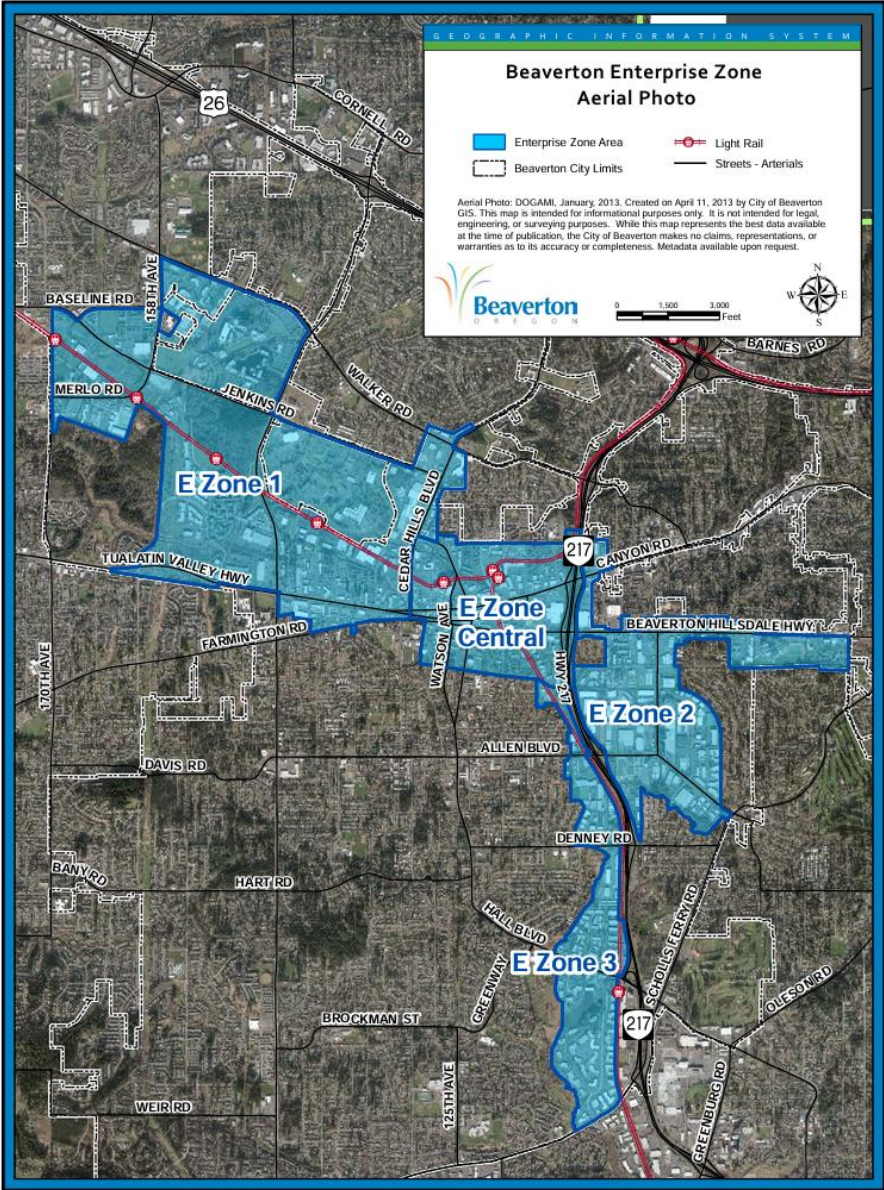 GEOGRAPHIC INFORMATION SYSTEM
Beaverton Enterprise Zone
Aerial Photo
Enterprise Zone Area
Light Rail
Beaverton City Limits
Streets - Arterials
Aerial Photo: DOGAMI, January, 2013. Created on April 11, 2013 by City of Beaverton
GIS. This map is intended for informational purposes only. It is not intended for legal,
engineering, or surveying purposes. While this map represents the best data available
at the time of publication, the City of Beaverton makes no claims, representations, or
warranties as to its accuracy or completeness. Metadata available upon request.
Beaverton
OREGON
0 1,500 3,000
Feet
N
W E
S
26
CORNELL RD
158TH AVE
BASELINE RD
BARNES RD
MERLO RD
JENKINS RD
WALKER RD
E Zone 1
CEDAR HILLS BLVD
217
CANYON RD
TUALATIN VALLEY HWY
E Zone
Central
BEAVERTON HILLSDALE HWY
FARMINGTON RD
WATSON AVE
170TH AVE
HWY 217
E Zone 2
ALLEN BLVD
DAVIS RD
DENNEY RD
BANY RD
HART RD
HALL BLVD
SCHOLLS FERRY RD
E Zone 3
GREENWAY
OLESON RD
BROCKMAN ST
217
125TH AVE
GREENBURG RD
WEIR RD